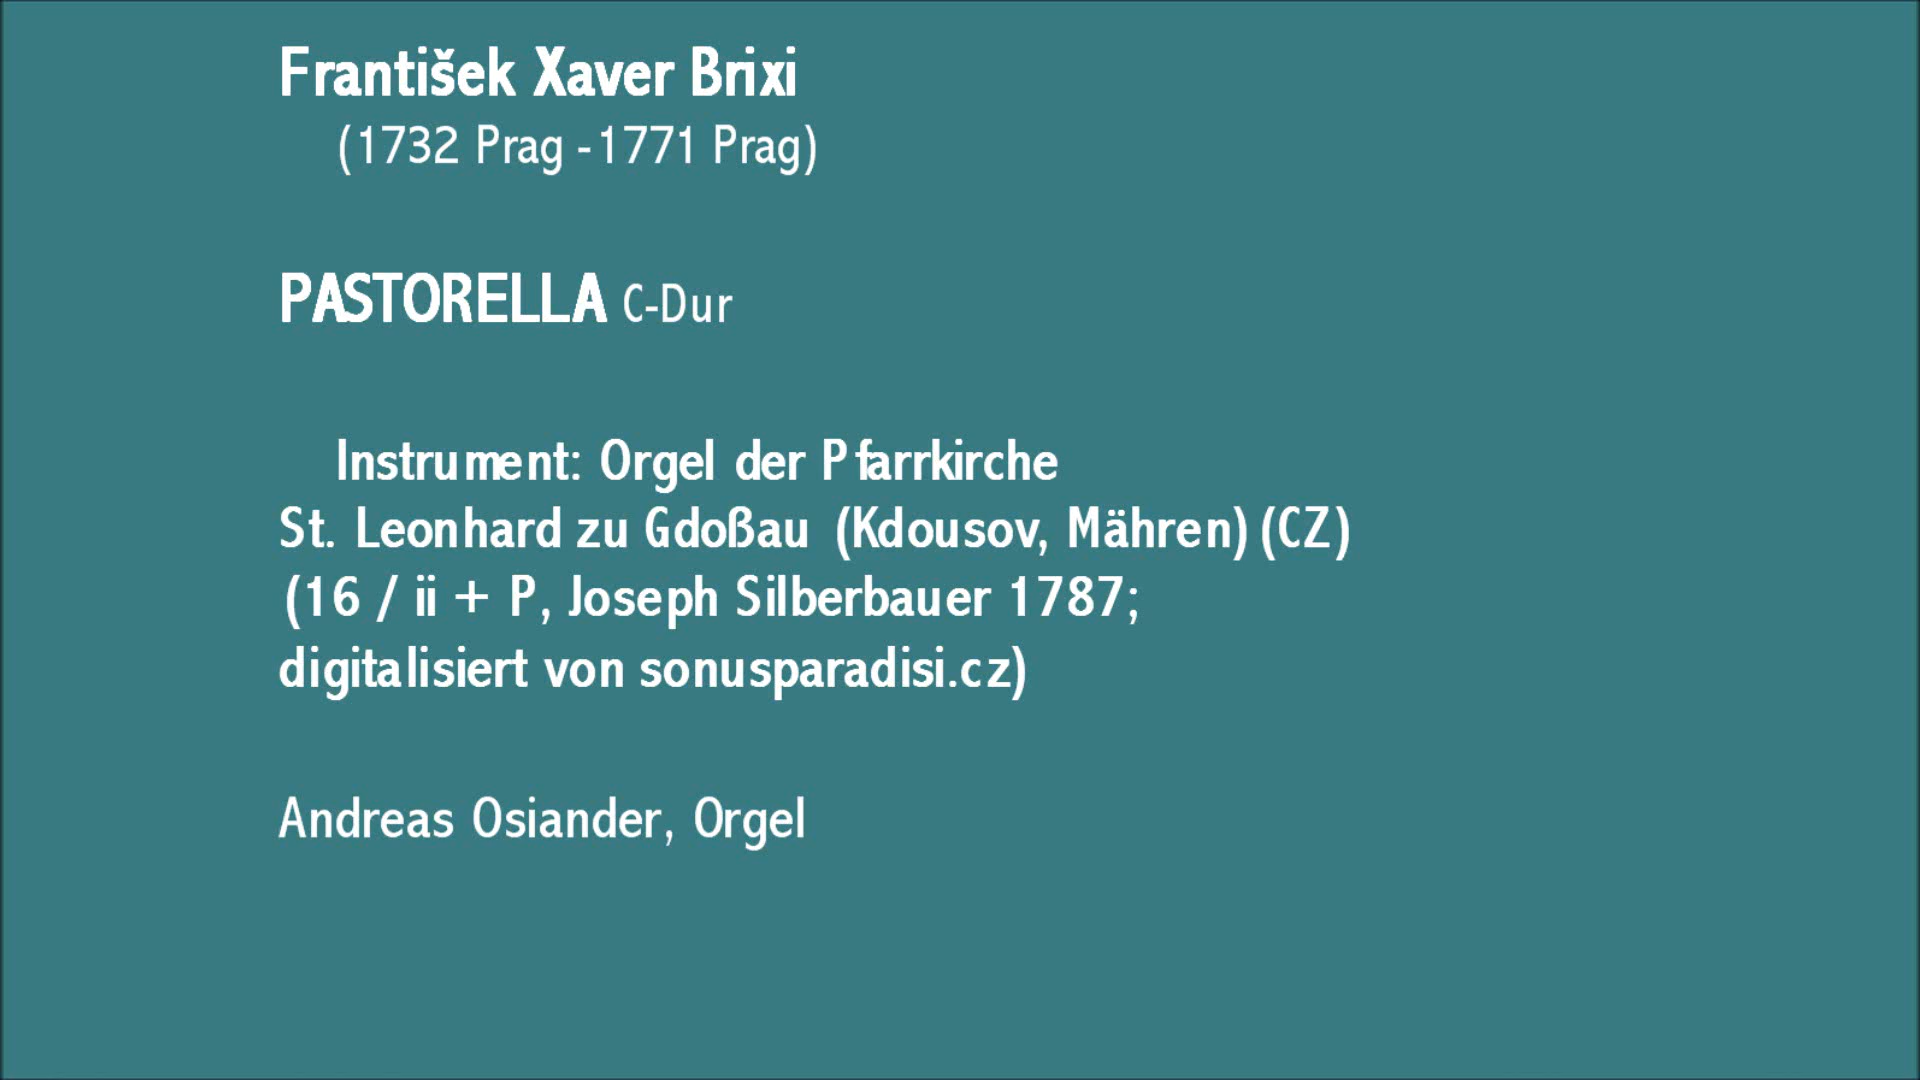 František Xaver Brixi
(1732 Prag - 1771 Prag)
PASTORELLA C-Dur
Instrument: Orgel der Pfarrkirche
St. Leonhard zu Gdoßau (Kdousov, Mähren) (CZ)
(16 / ii + P, Joseph Silberbauer 1787;
digitalisiert von sonusparadisi.cz)
Andreas Osiander, Orgel